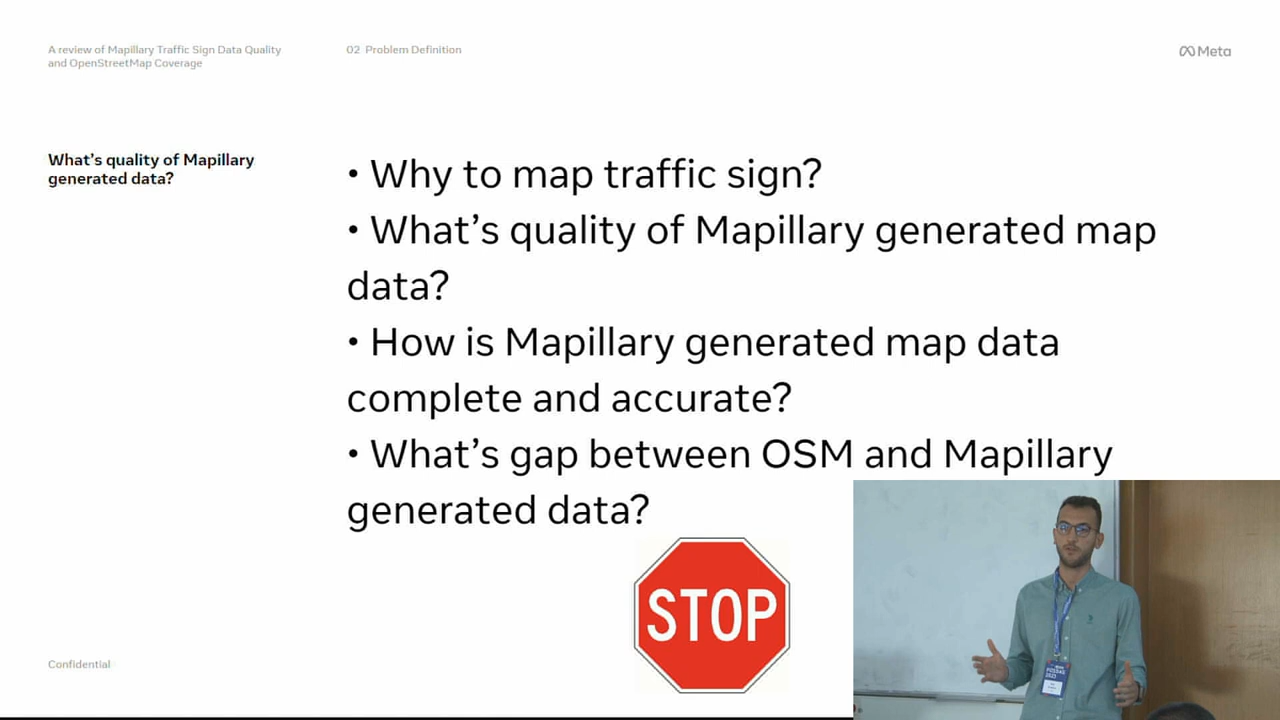 A review of Mapillary Traffic Sign Data Quality
and OpenStreetMap Coverage
02 Problem Definition
Meta
What's quality of Mapillary
generated data?
• Why to map traffic sign?
• What's quality of Mapillary generated map
data?
• How is Mapillary generated map data
complete and accurate?
• What's gap between OSM and Mapillary
generated data?
STOP
Confidential